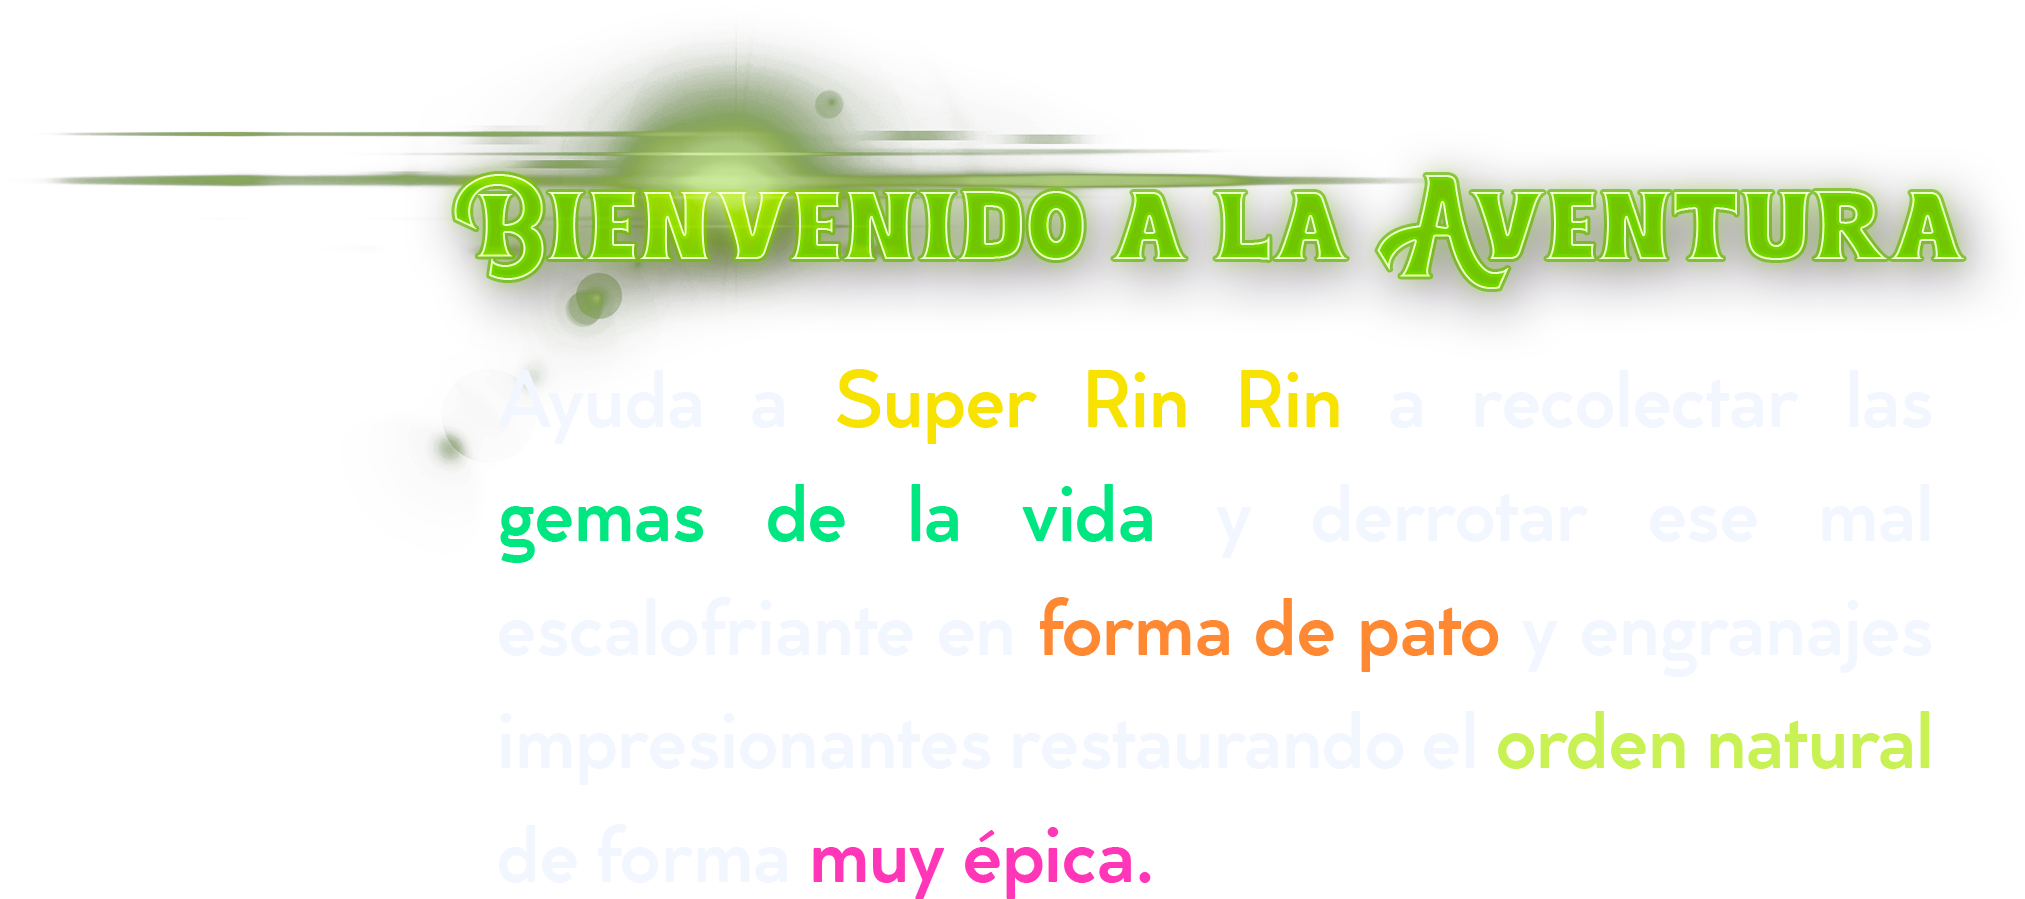 Bienvenido a la Aventura
Ayuda a Super Rin Rin a recolectar las
gemas de la vida y derrotar ese mal
escalofriante en forma de pato y engranajes
impresionantes restaurando el orden natural
de forma muy épica.